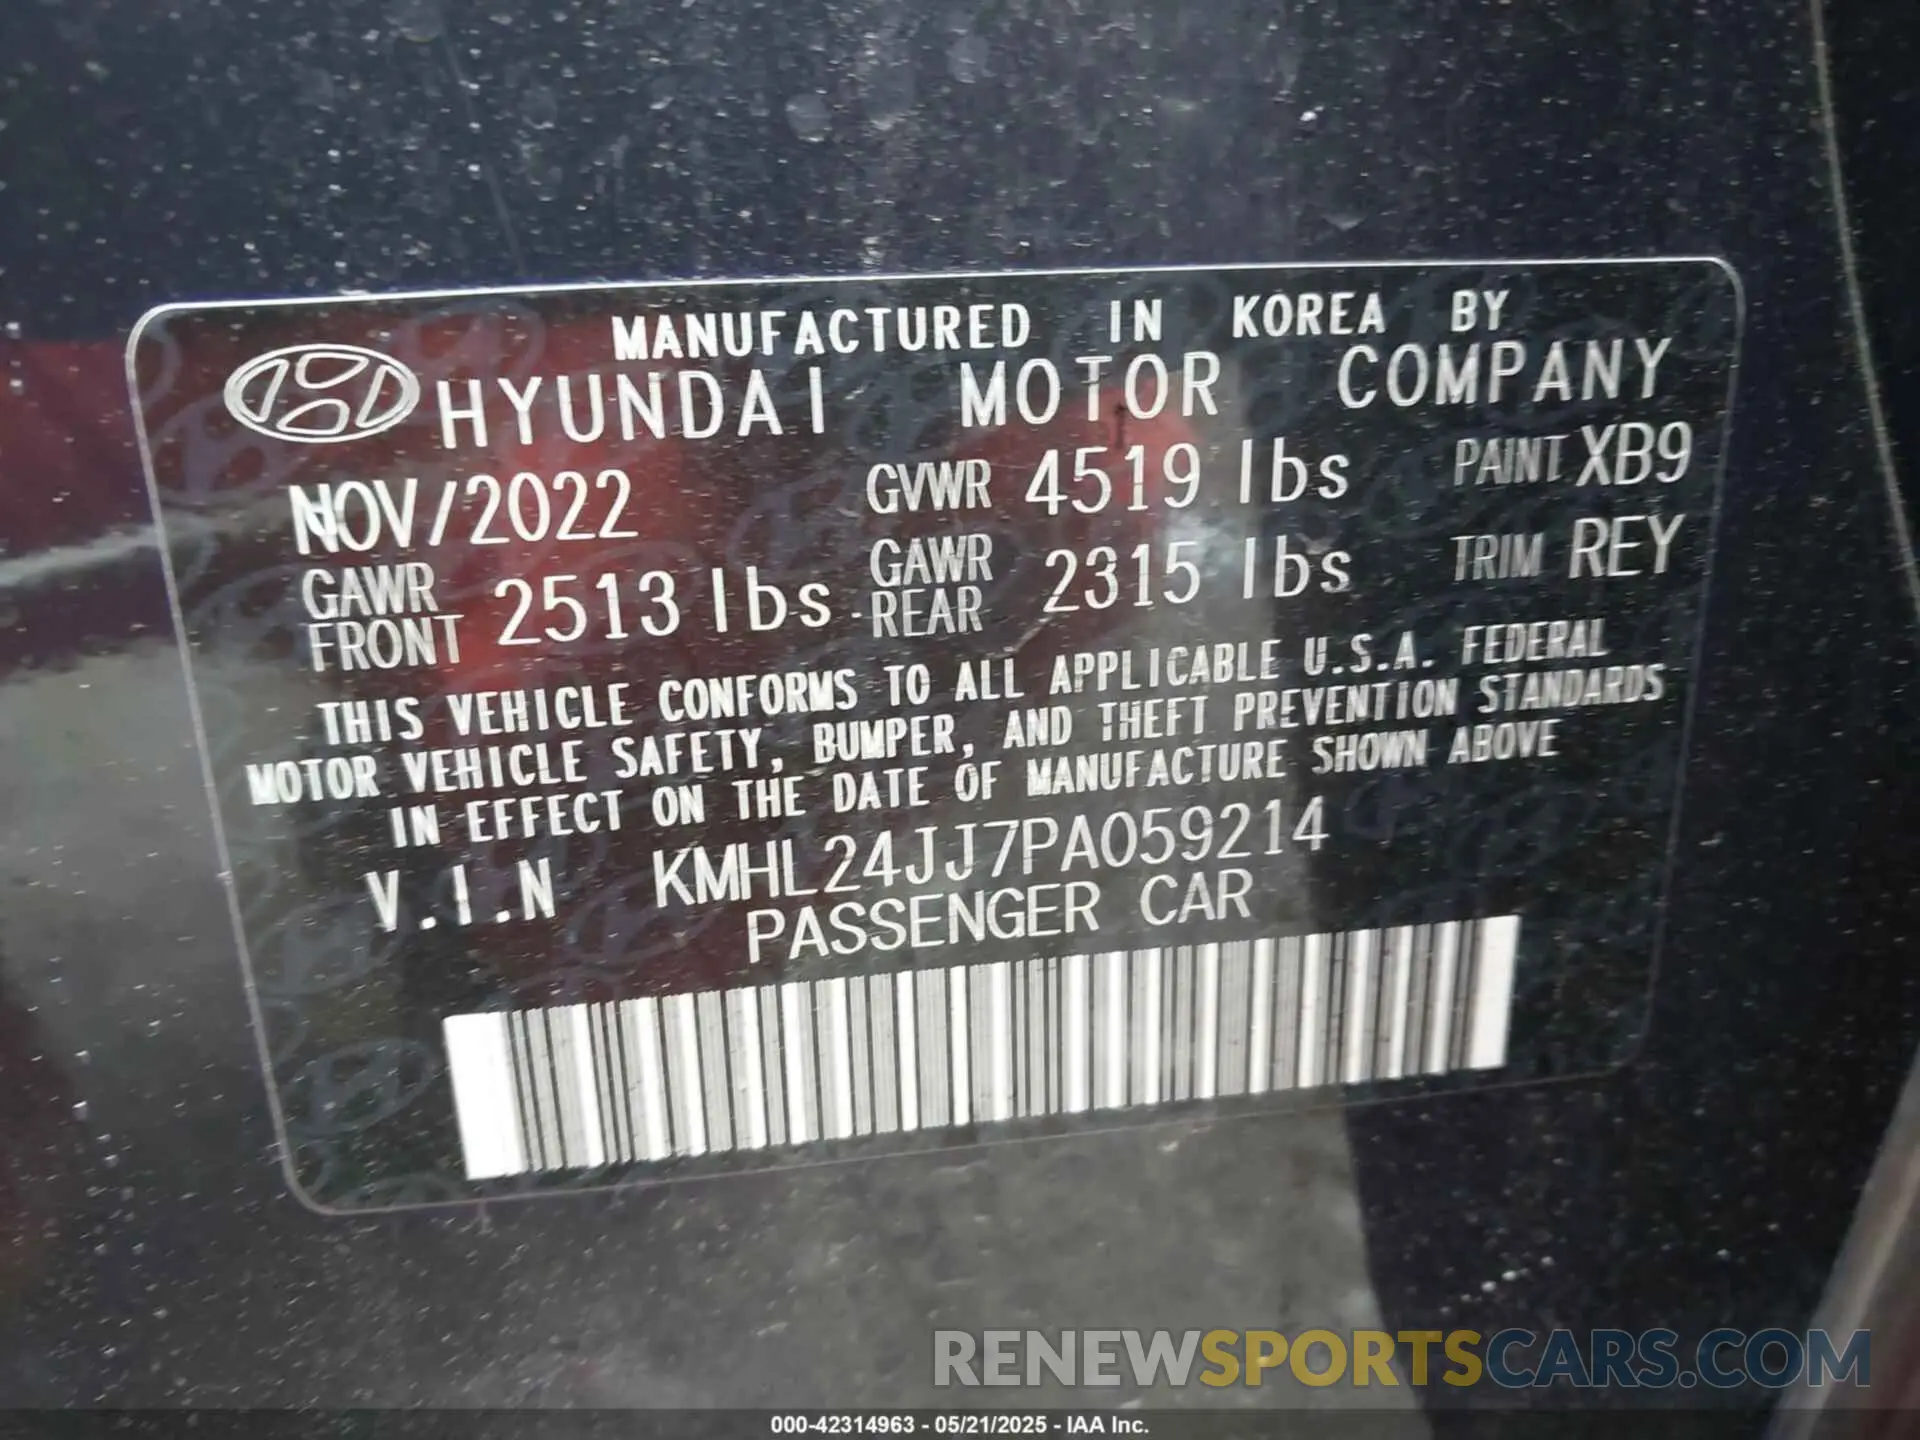 MANUFACTURED IN KOREA BY
HYUNDAI MOTOR COMPANY
NOV/2022 GVWR 4519 lbs PAINT XB9
GAWR FRONT 2513 lbs GAWR REAR 2315 lbs TRIM REY
THIS VEHICLE CONFORMS TO ALL APPLICABLE U.S.A. FEDERAL
MOTOR VEHICLE SAFETY, BUMPER, AND THEFT PREVENTION STANDARDS
IN EFFECT ON THE DATE OF MANUFACTURE SHOWN ABOVE
V.I.N KMHL24JJ7PA059214
PASSENGER CAR
RENEWSPORTSCARS.COM
000-42314963 - 05/21/2025 - IAA Inc.